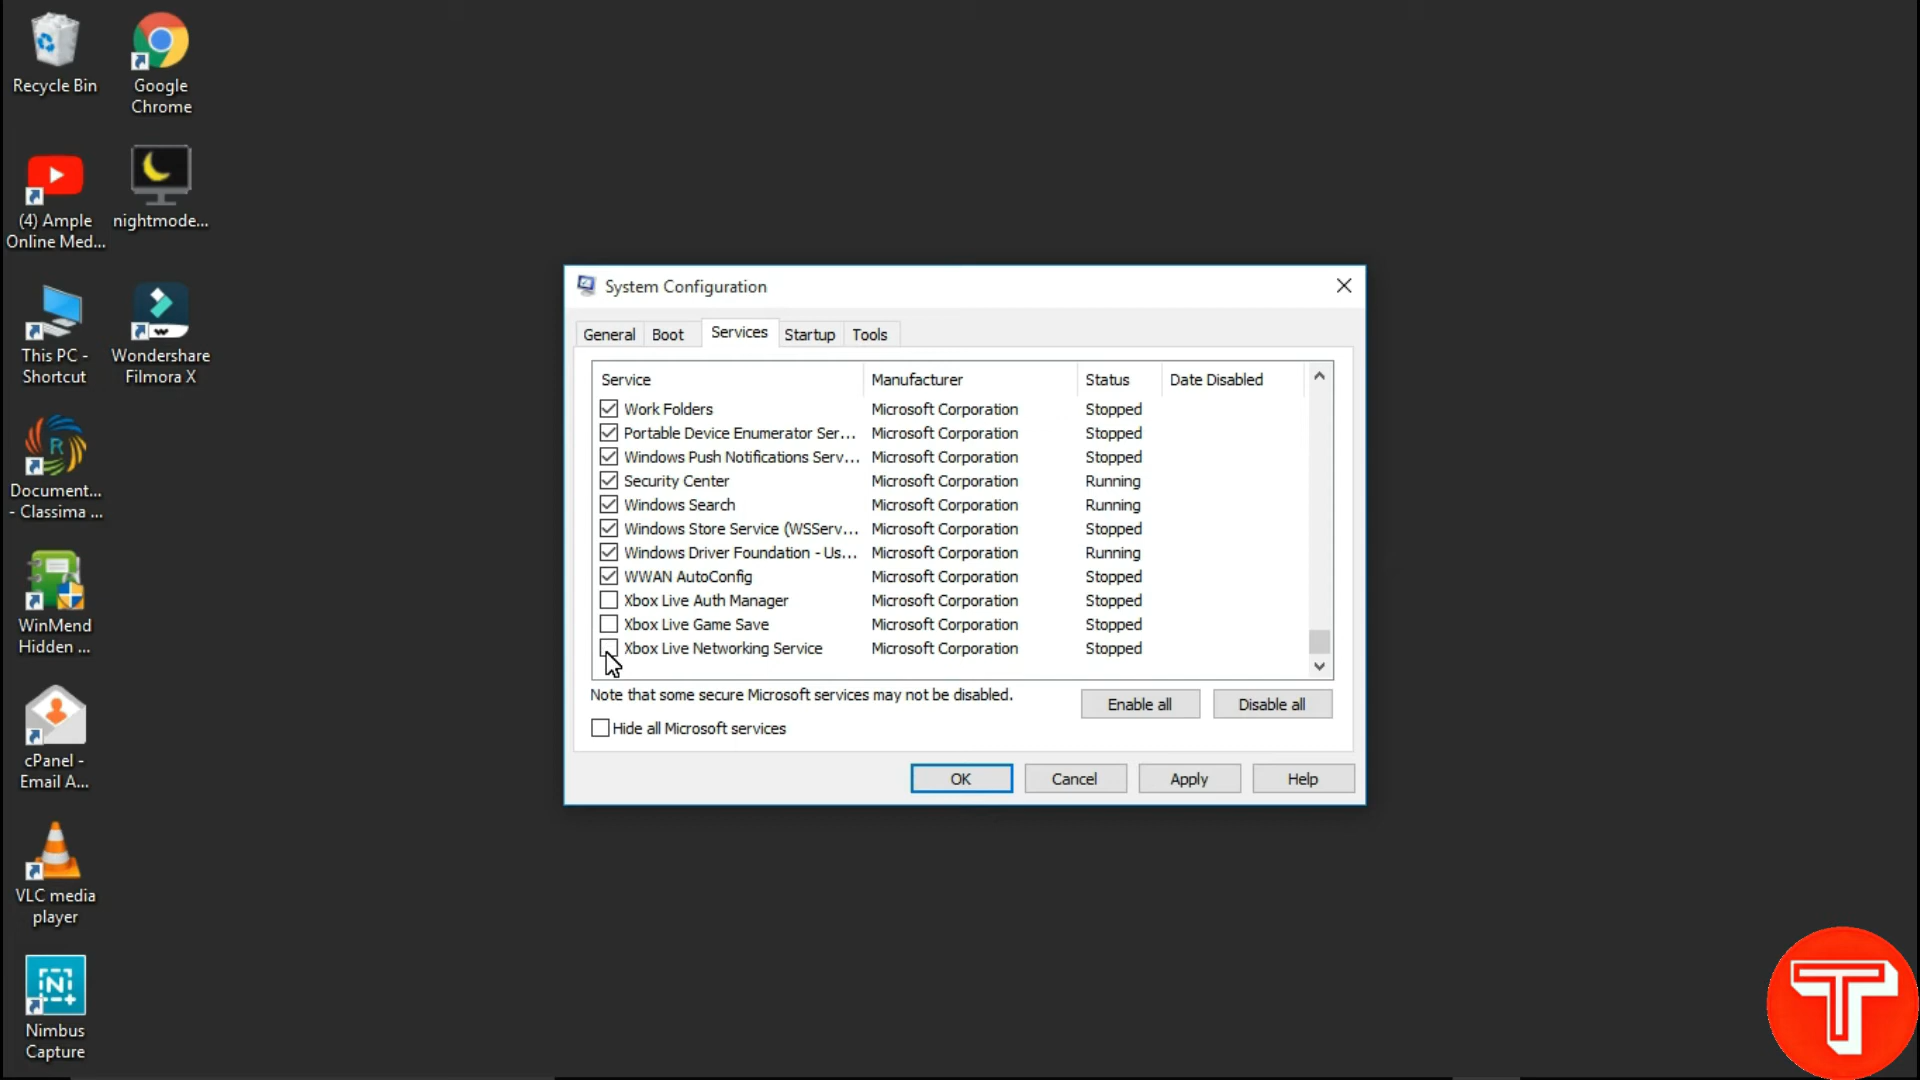 Recycle Bin
Google
Chrome
(4) Ample
Online Med...
nightmode...
This PC -
Shortcut
Wondershare
Filmora X
Document...
- Classima ...
WinMend
Hidden ...
cPanel -
Email A...
VLC media
player
Nimbus
Capture
System Configuration
General Boot Services Startup Tools
Service Manufacturer Status Date Disabled
Work Folders Microsoft Corporation Stopped
Portable Device Enumerator Ser... Microsoft Corporation Stopped
Windows Push Notifications Serv... Microsoft Corporation Stopped
Security Center Microsoft Corporation Running
Windows Search Microsoft Corporation Running
Windows Store Service (WSServ... Microsoft Corporation Stopped
Windows Driver Foundation - Us... Microsoft Corporation Running
WWAN AutoConfig Microsoft Corporation Stopped
Xbox Live Auth Manager Microsoft Corporation Stopped
Xbox Live Game Save Microsoft Corporation Stopped
Xbox Live Networking Service Microsoft Corporation Stopped
Note that some secure Microsoft services may not be disabled.
Enable all Disable all
Hide all Microsoft services
OK Cancel Apply Help
T